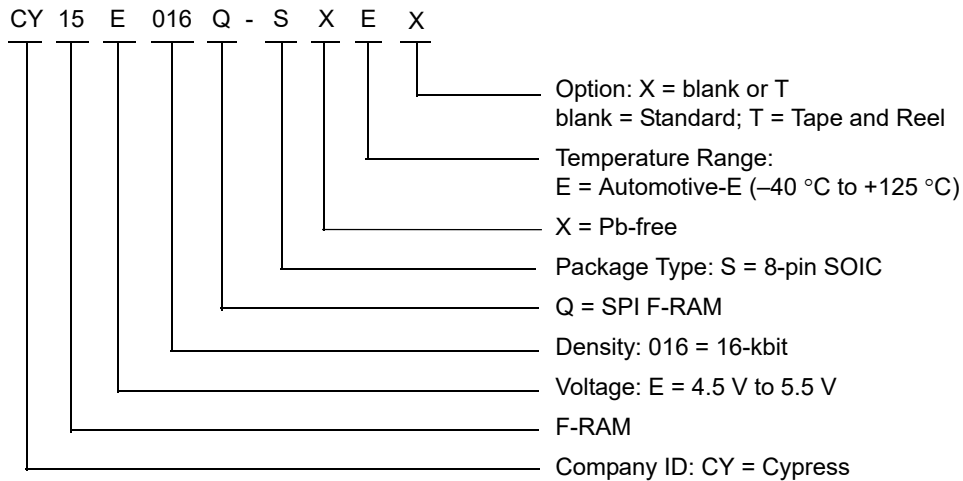 CY 15 E 016 Q - S X E X
Option: X = blank or T
blank = Standard; T = Tape and Reel
Temperature Range:
E = Automotive-E (–40 °C to +125 °C)
X = Pb-free
Package Type: S = 8-pin SOIC
Q = SPI F-RAM
Density: 016 = 16-kbit
Voltage: E = 4.5 V to 5.5 V
F-RAM
Company ID: CY = Cypress